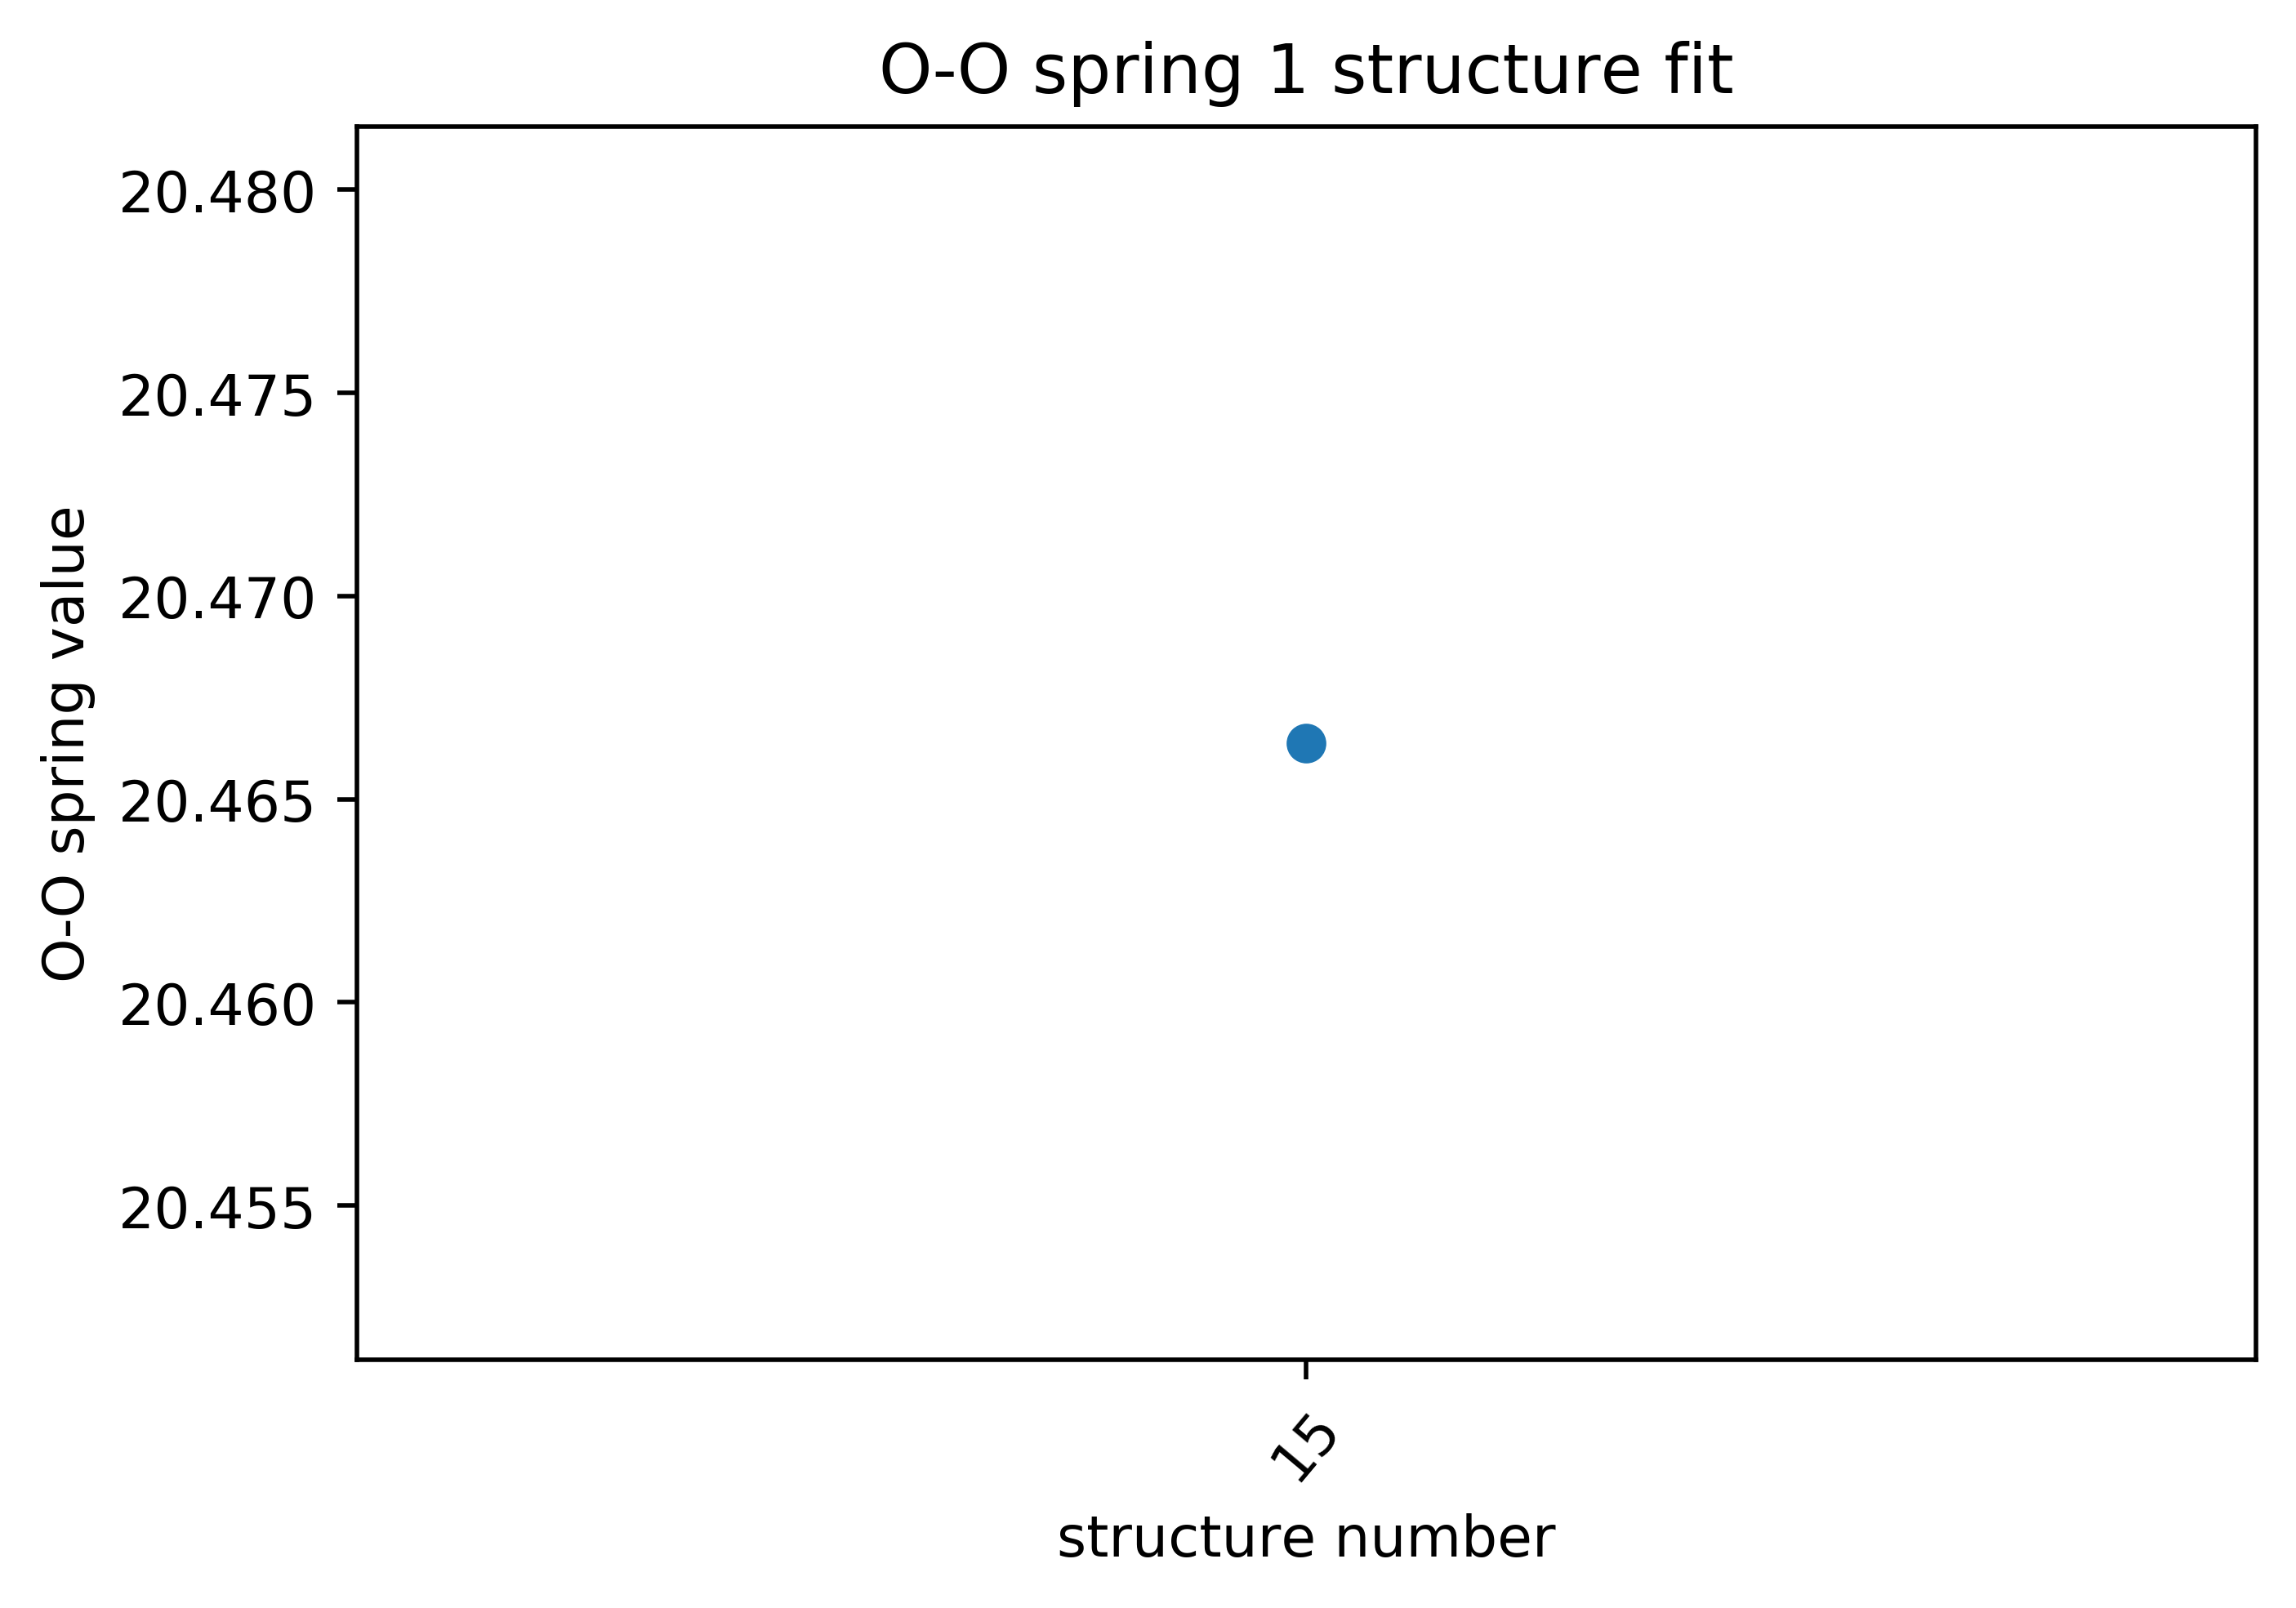 O-O spring 1 structure fit
O-O spring value
20.480
20.475
20.470
20.465
20.460
20.455
15
structure number